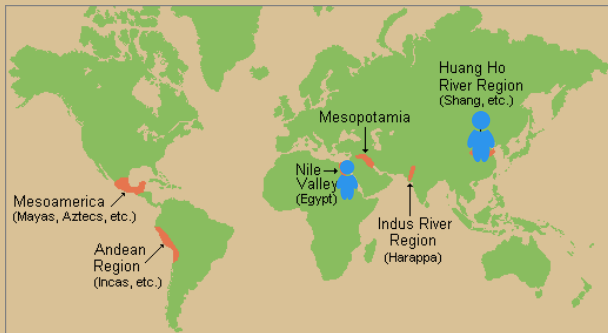 Huang Ho
River Region
(Shang, etc.)
Mesopotamia
Nile
Valley
(Egypt)
Mesoamerica
(Mayas, Aztecs, etc.)
Indus River
Region
(Harappa)
Andean
Region
(Incas, etc.)